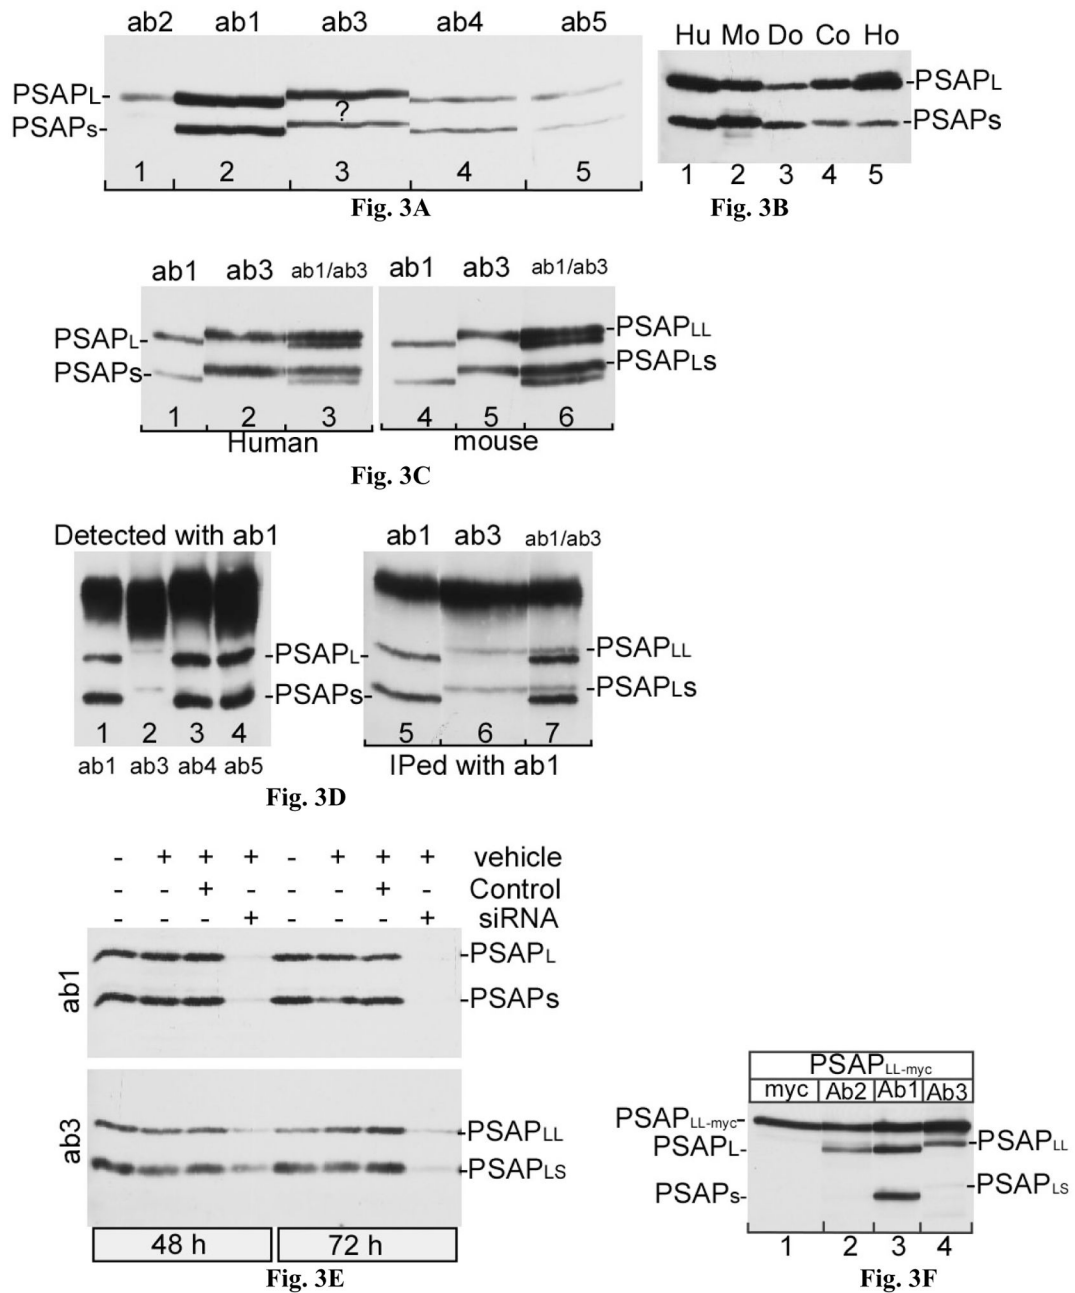 ab2 ab1 ab3 ab4 ab5
PSAPL-
?
PSAPs-
1 2 3 4 5
Fig. 3A
Hu Mo Do Co Ho
-PSAPL
-PSAPs
1 2 3 4 5
Fig. 3B
ab1 ab3 ab1/ab3 ab1 ab3 ab1/ab3
PSAPL- -PSAPLL
PSAPs- -PSAPLs
1 2 3 4 5 6
Human mouse
Fig. 3C
Detected with ab1
ab1 ab3 ab1/ab3
-PSAPL- -PSAPLL
-PSAPs- -PSAPLs
1 2 3 4 5 6 7
ab1 ab3 ab4 ab5
IPed with ab1
Fig. 3D
- + + + - + + + vehicle
- - + - - - + - Control
- - - + - - - + siRNA
ab1
-PSAPL
-PSAPs
ab3
-PSAPLL
-PSAPLS
48 h 72 h
Fig. 3E
PSAPLL-myc
myc Ab2 Ab1 Ab3
PSAPLL-myc-
PSAPL- -PSAPLL
PSAPs- -PSAPLS
1 2 3 4
Fig. 3F